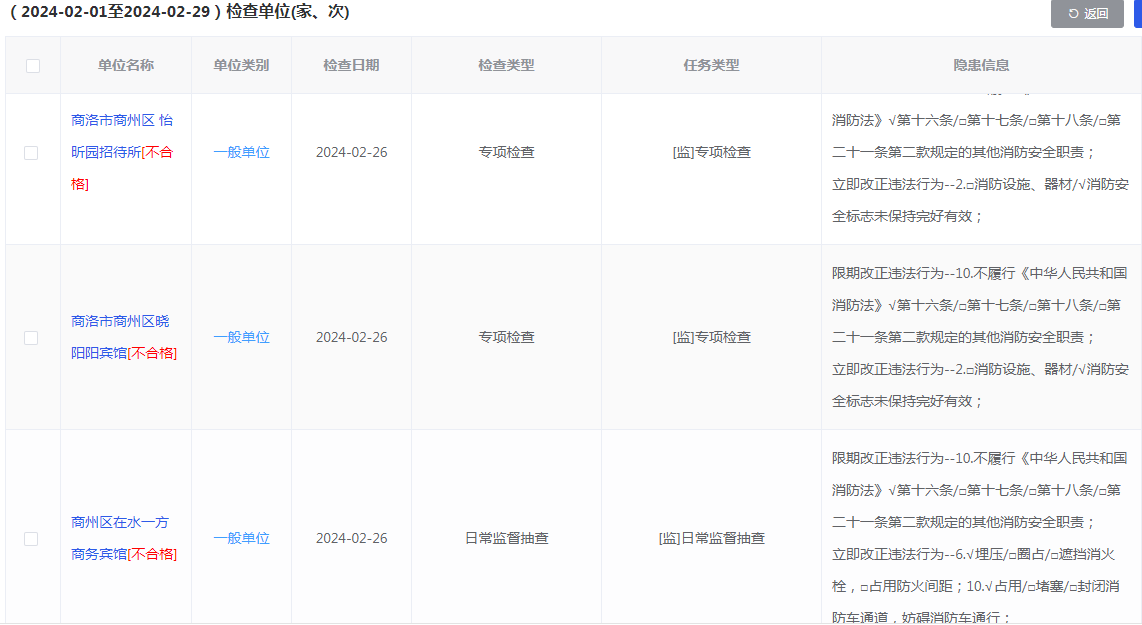 （2024-02-01至2024-02-29）检查单位(家、次)
返回
单位名称 单位类别 检查日期 检查类型 任务类型 隐患信息
商洛市商州区 怡
昕园招待所[不合
格]
一般单位
2024-02-26
专项检查
[监]专项检查
消防法》√第十六条/□第十七条/□第十八条/□第
二十一条第二款规定的其他消防安全职责；
立即改正违法行为--2.□消防设施、器材/√消防安
全标志未保持完好有效；
商洛市商州区晓
阳阳宾馆[不合格]
一般单位
2024-02-26
专项检查
[监]专项检查
限期改正违法行为--10.不履行《中华人民共和国
消防法》√第十六条/□第十七条/□第十八条/□第
二十一条第二款规定的其他消防安全职责；
立即改正违法行为--2.□消防设施、器材/√消防安
全标志未保持完好有效；
商州区在水一方
商务宾馆[不合格]
一般单位
2024-02-26
日常监督抽查
[监]日常监督抽查
限期改正违法行为--10.不履行《中华人民共和国
消防法》√第十六条/□第十七条/□第十八条/□第
二十一条第二款规定的其他消防安全职责；
立即改正违法行为--6.√埋压/□圈占/□遮挡消火
栓，□占用防火间距；10.√占用/□堵塞/□封闭消
防车通道，妨碍消防车通行；